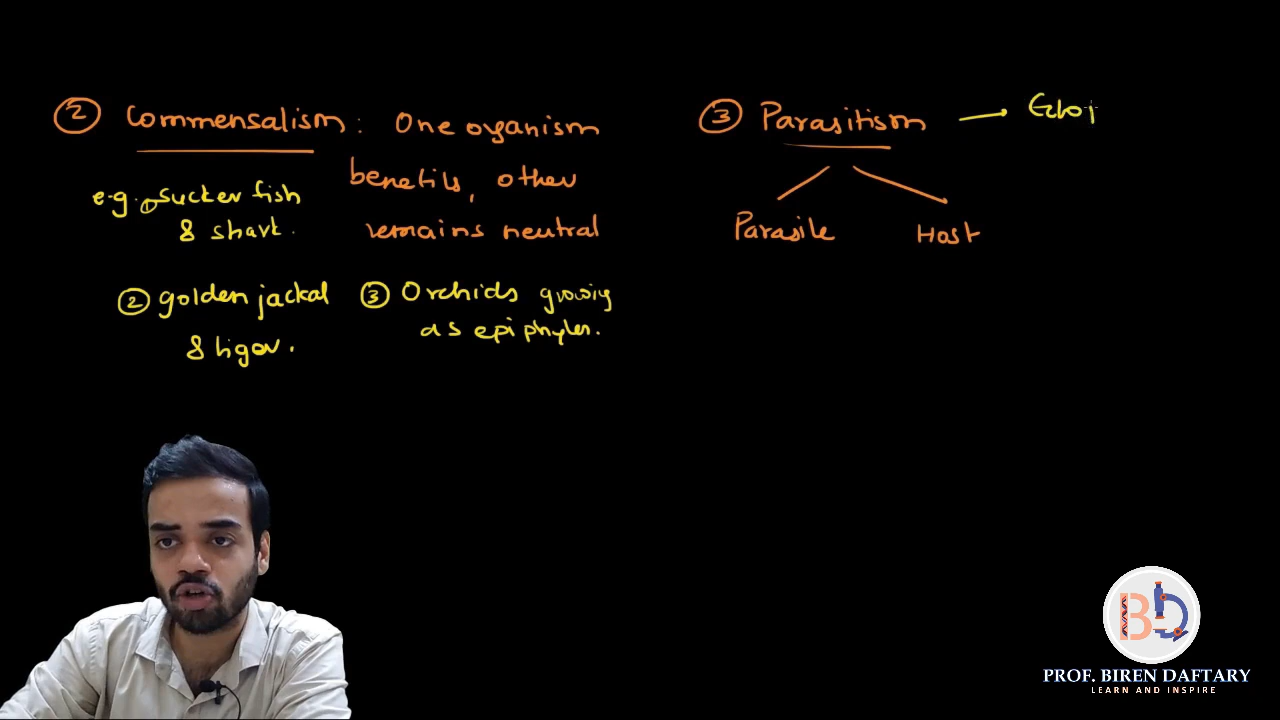 ② Commensalism : One organism
benefits, other
remains neutral
e.g. ① Sucker fish
& shark.
② golden jackal
& tiger.
③ Orchids growing
as epiphytes.
③ Parasitism →
Parasite Host
BD
PROF. BIREN DAFTARY
LEARN AND INSPIRE